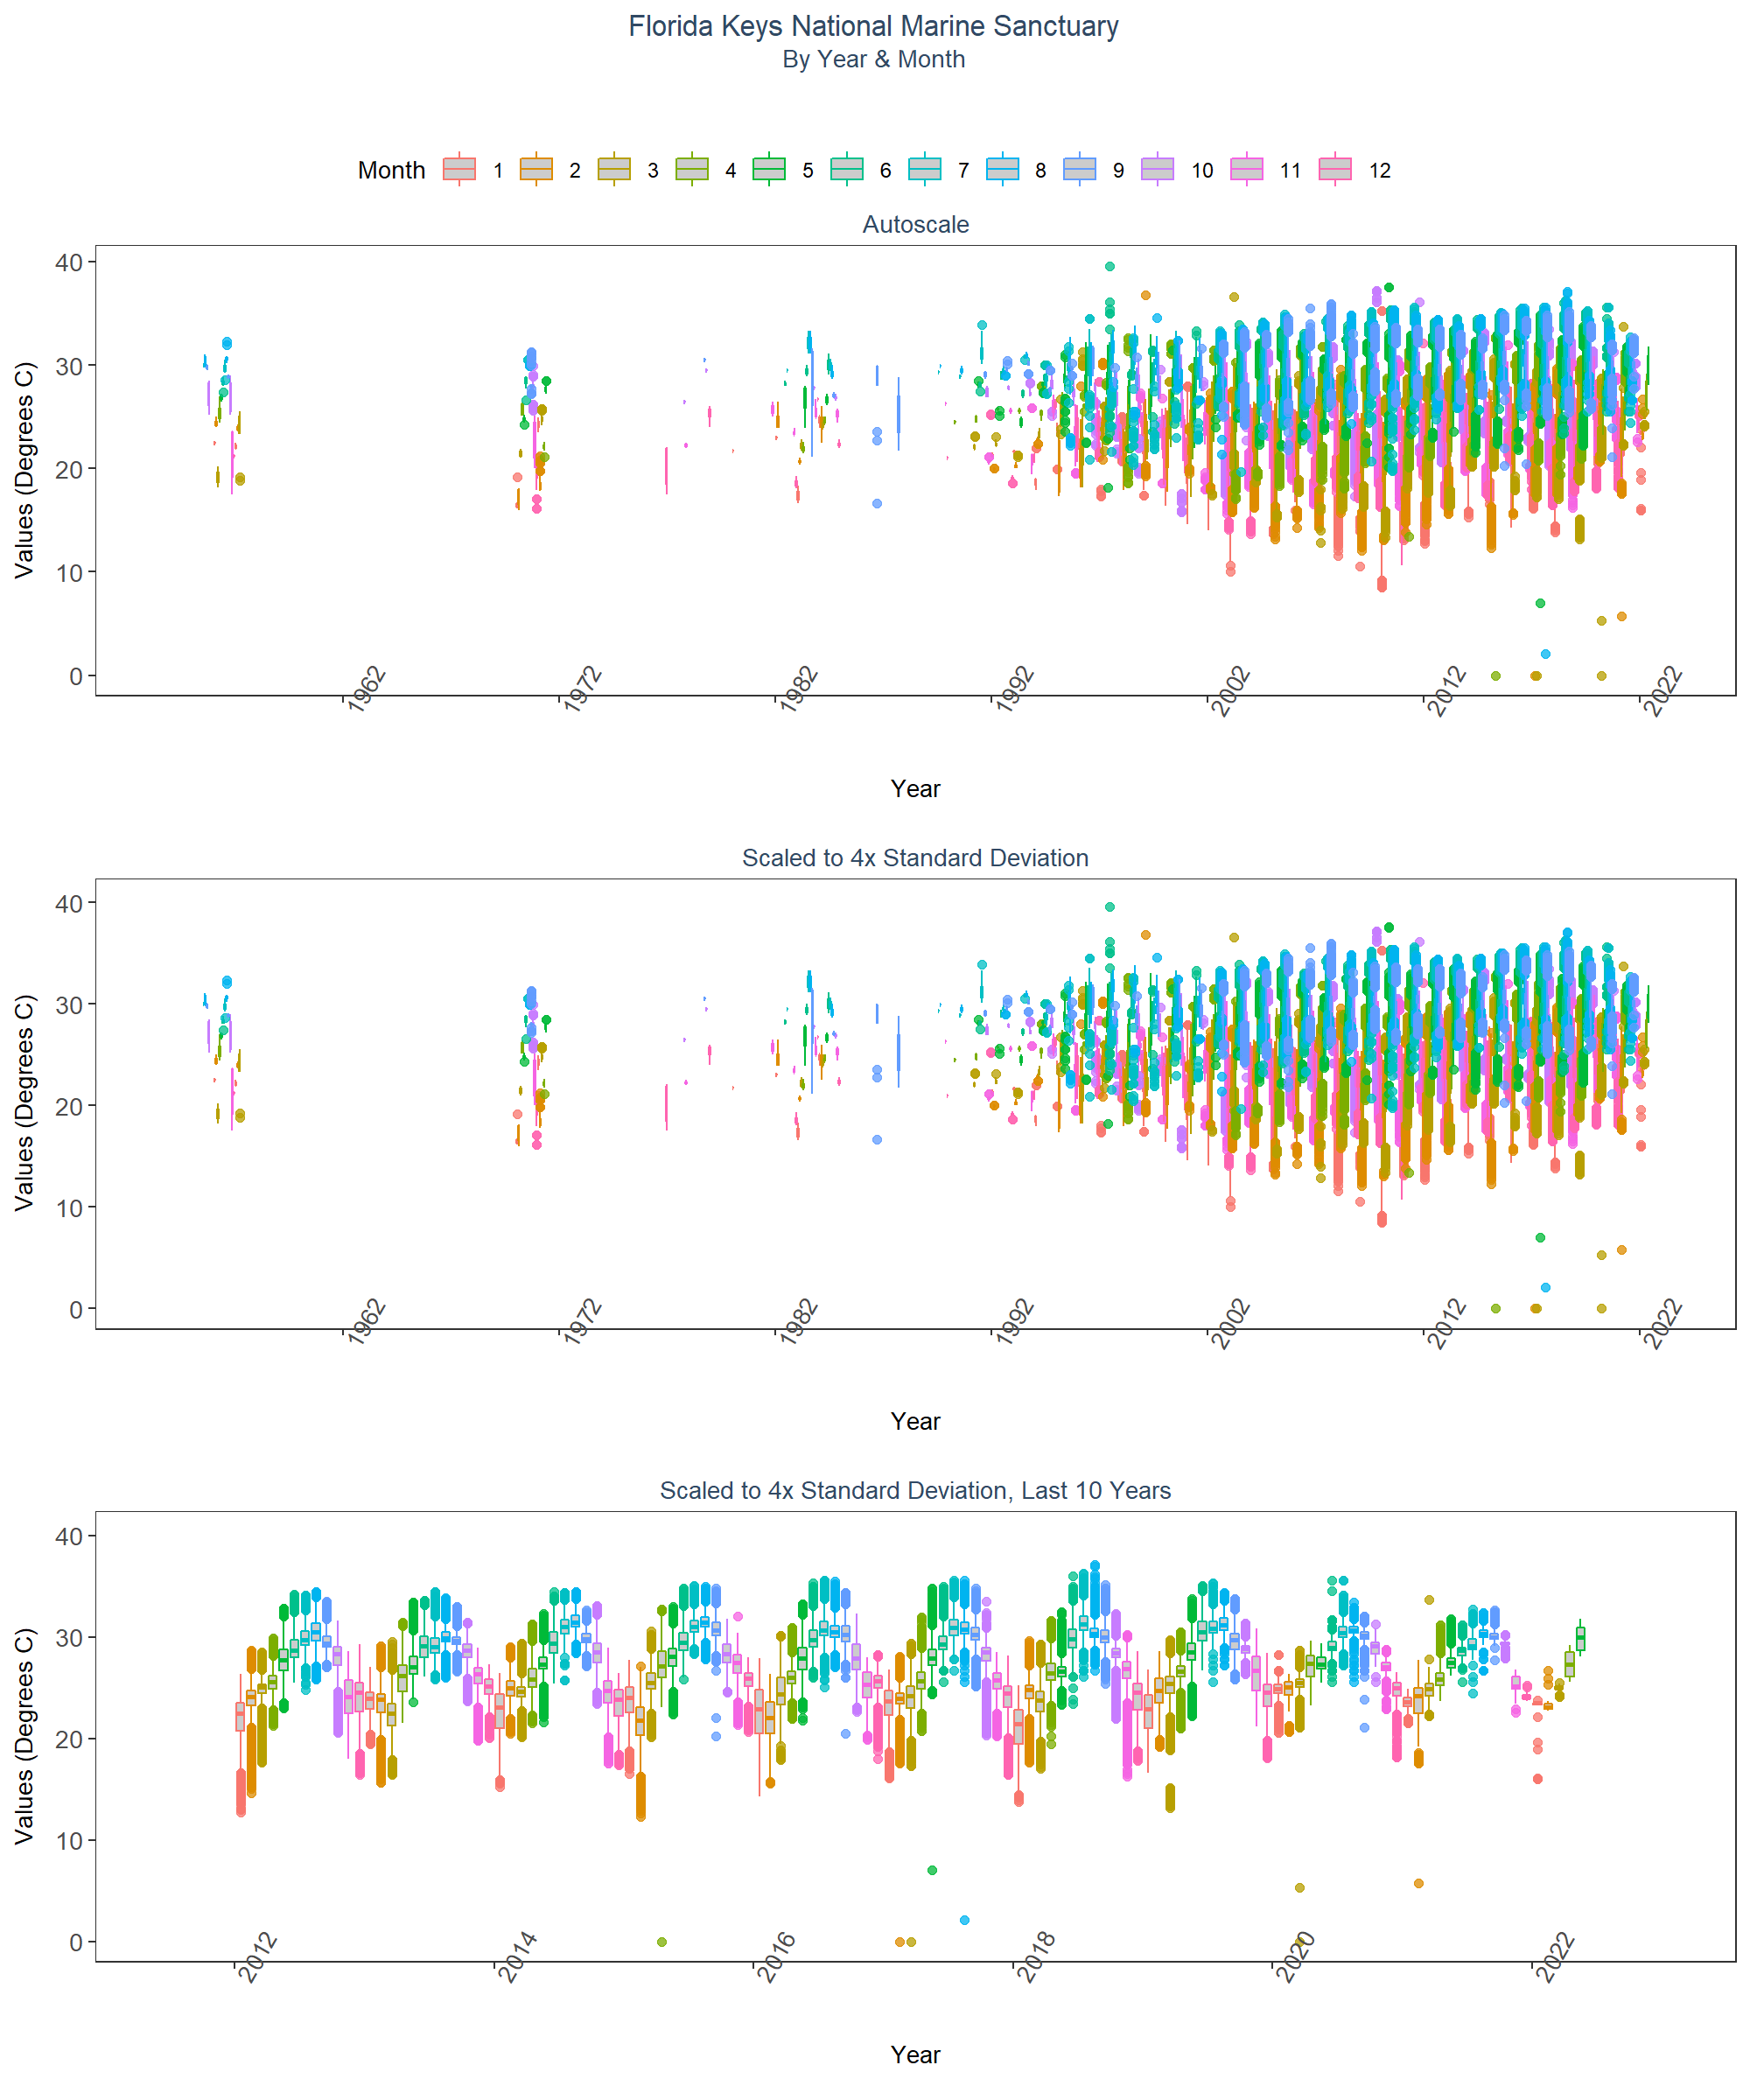 Florida Keys National Marine Sanctuary
By Year & Month
Month 1 2 3 4 5 6 7 8 9 10 11 12
Autoscale
Values (Degrees C)
40
30
20
10
0
1962 1972 1982 1992 2002 2012 2022
Year
Scaled to 4x Standard Deviation
Values (Degrees C)
40
30
20
10
0
1962 1972 1982 1992 2002 2012 2022
Year
Scaled to 4x Standard Deviation, Last 10 Years
Values (Degrees C)
40
30
20
10
0
2012 2014 2016 2018 2020 2022
Year